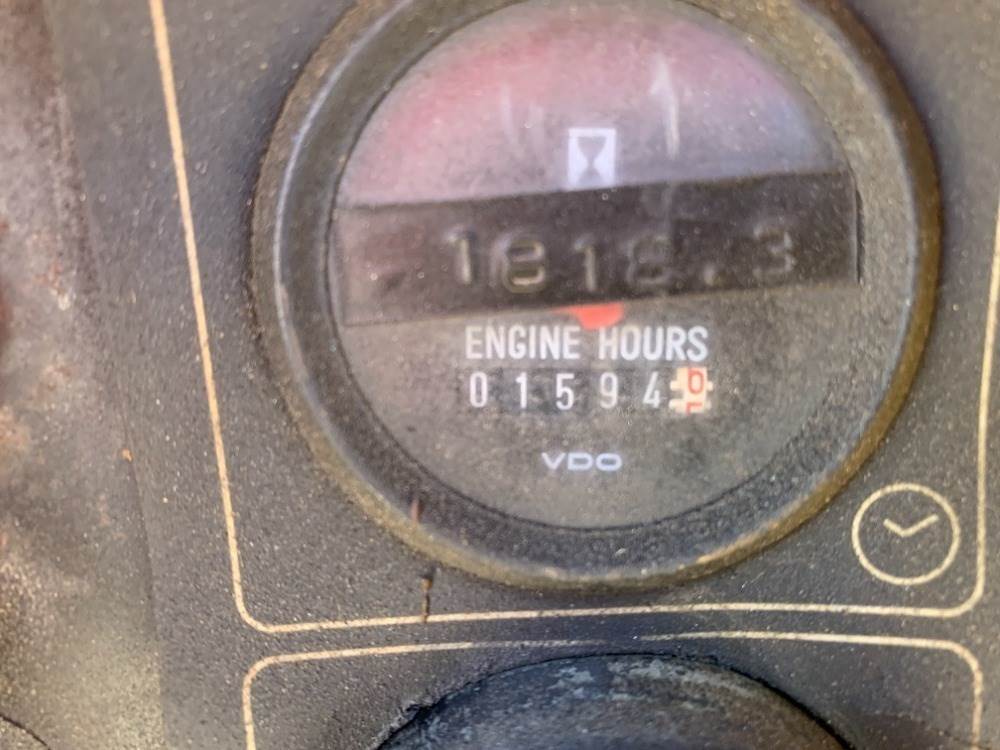 1818.3
ENGINE HOURS
015940
VDO